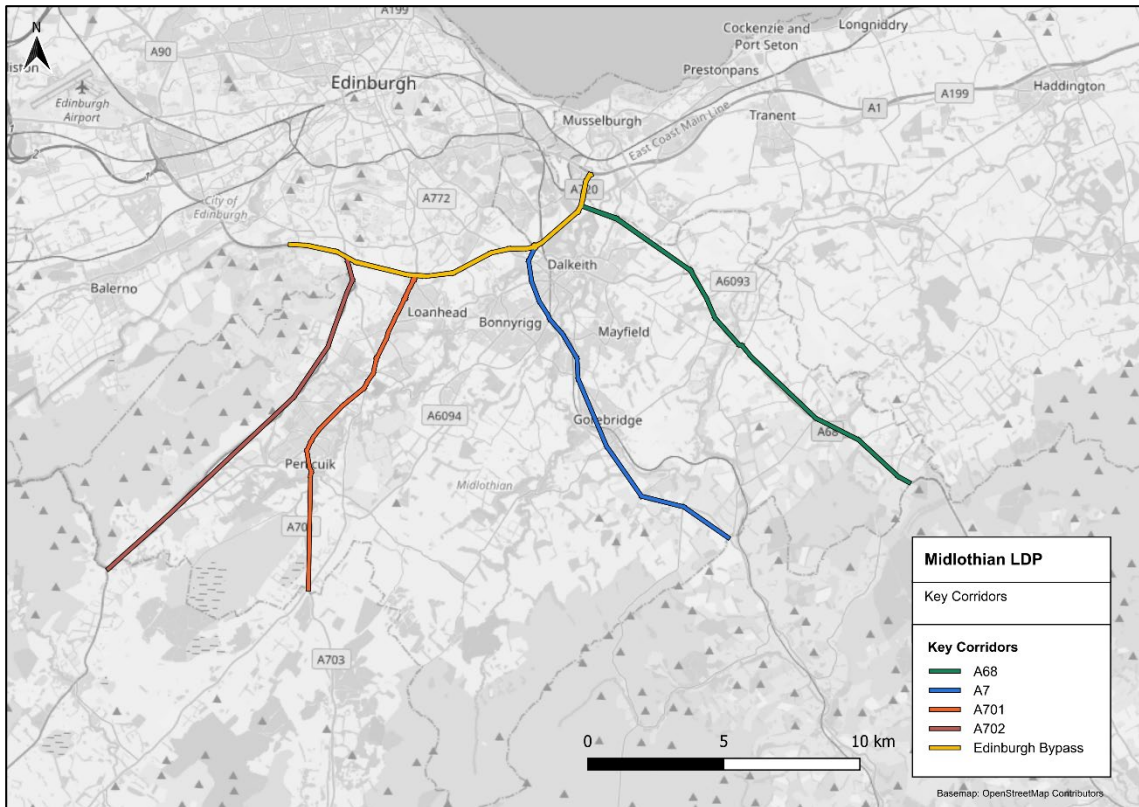 N
A199
A90
Cockenzie and
Port Seton
Longniddry
Edinburgh
Prestonpans
Edinburgh
Airport
Haddington
A199
A1
Musselburgh
Tranent
East Coast Main Line
A720
A772
City of
Edinburgh
Dalkeith
A6093
Balerno
Loanhead
Bonnyrigg
Mayfield
A6094
Gorebridge
A68
Penicuik
Midlothian
A703
Midlothian LDP
Key Corridors
Key Corridors
A68
A7
A701
A702
Edinburgh Bypass
0
5
10 km
Basemap: OpenStreetMap Contributors